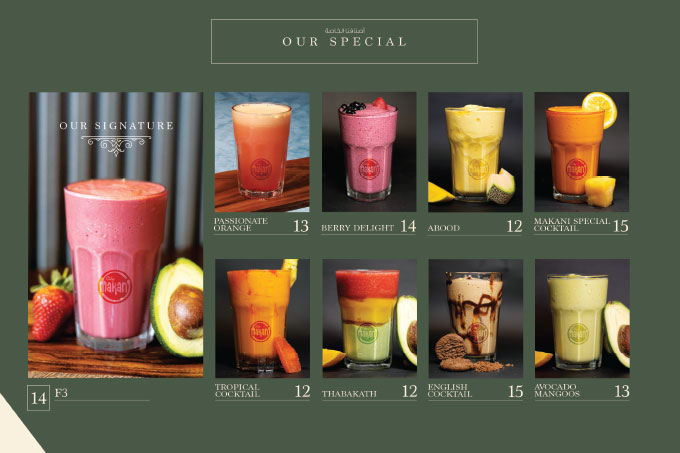 أصنافنا الخاصة
OUR SPECIAL
OUR SIGNATURE
makani
14 F3
PASSIONATE
ORANGE 13
BERRY DELIGHT 14
ABOOD 12
MAKANI SPECIAL
COCKTAIL 15
TROPICAL
COCKTAIL 12
THABAKATH 12
ENGLISH
COCKTAIL 15
AVOCADO
MANGOOS 13